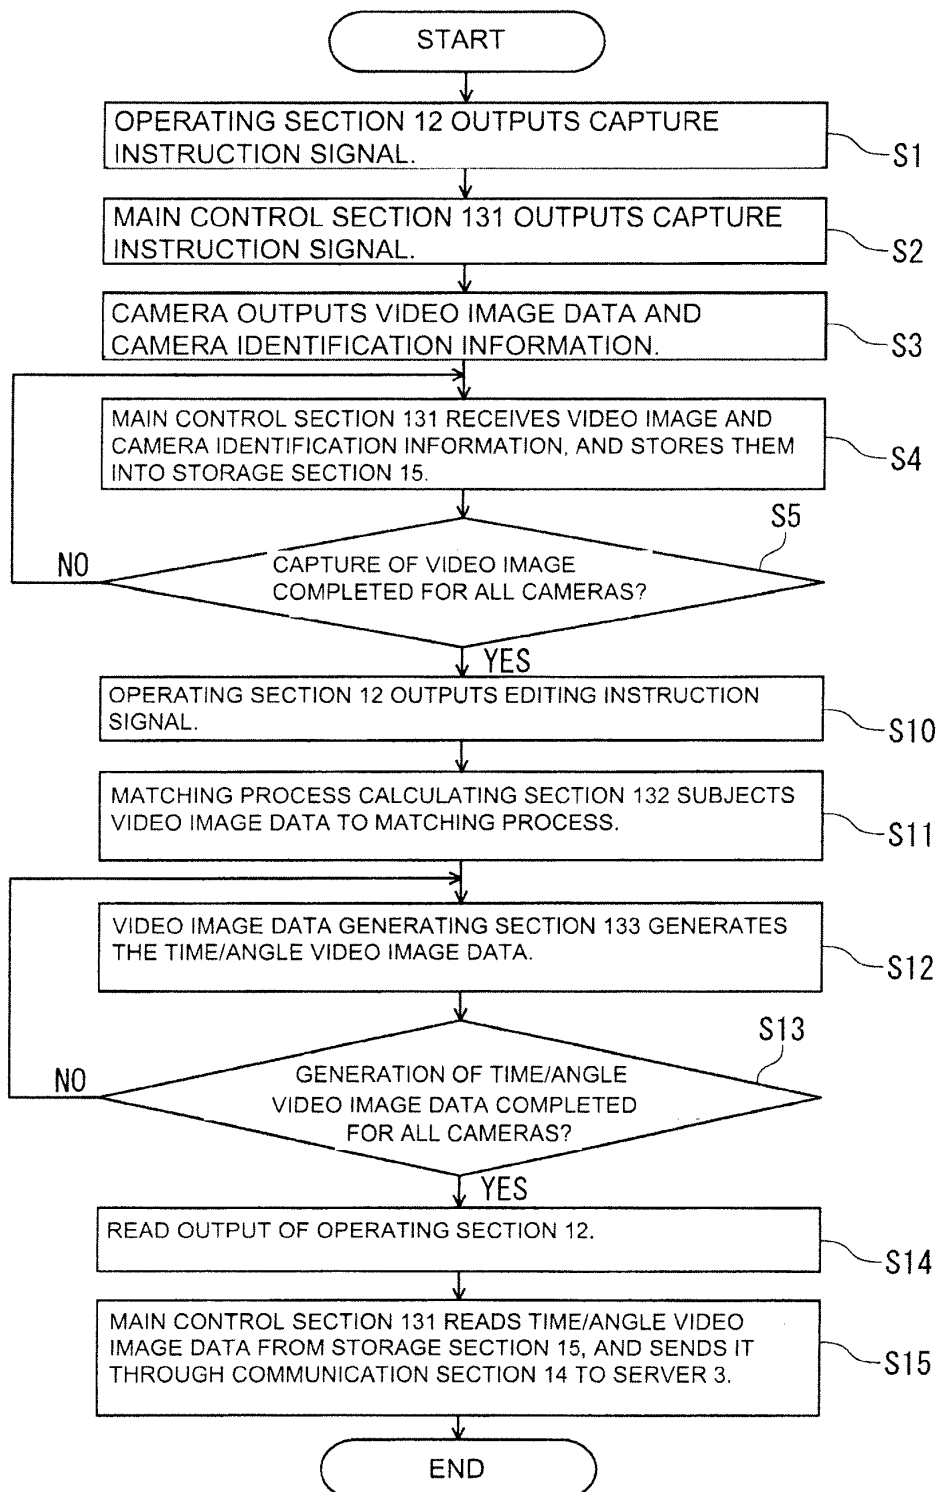 START
OPERATING SECTION 12 OUTPUTS CAPTURE
INSTRUCTION SIGNAL.
S1
MAIN CONTROL SECTION 131 OUTPUTS CAPTURE
INSTRUCTION SIGNAL.
S2
CAMERA OUTPUTS VIDEO IMAGE DATA AND
CAMERA IDENTIFICATION INFORMATION.
S3
MAIN CONTROL SECTION 131 RECEIVES VIDEO IMAGE AND
CAMERA IDENTIFICATION INFORMATION, AND STORES THEM
INTO STORAGE SECTION 15.
S4
S5
NO
CAPTURE OF VIDEO IMAGE
COMPLETED FOR ALL CAMERAS?
YES
OPERATING SECTION 12 OUTPUTS EDITING INSTRUCTION
SIGNAL.
S10
MATCHING PROCESS CALCULATING SECTION 132 SUBJECTS
VIDEO IMAGE DATA TO MATCHING PROCESS.
S11
VIDEO IMAGE DATA GENERATING SECTION 133 GENERATES
THE TIME/ANGLE VIDEO IMAGE DATA.
S12
S13
NO
GENERATION OF TIME/ANGLE
VIDEO IMAGE DATA COMPLETED
FOR ALL CAMERAS?
YES
READ OUTPUT OF OPERATING SECTION 12.
S14
MAIN CONTROL SECTION 131 READS TIME/ANGLE VIDEO
IMAGE DATA FROM STORAGE SECTION 15, AND SENDS IT
THROUGH COMMUNICATION SECTION 14 TO SERVER 3.
S15
END